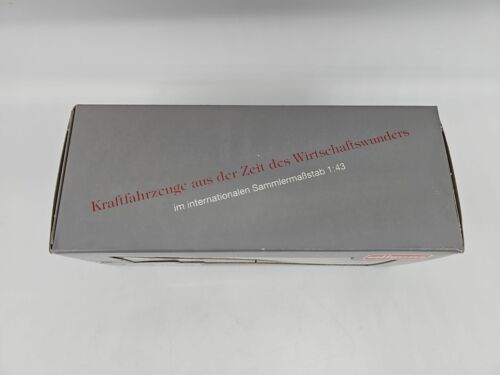 Kraftfahrzeuge aus der Zeit des Wirtschaftswunders
im internationalen Sammlermaßstab 1:43